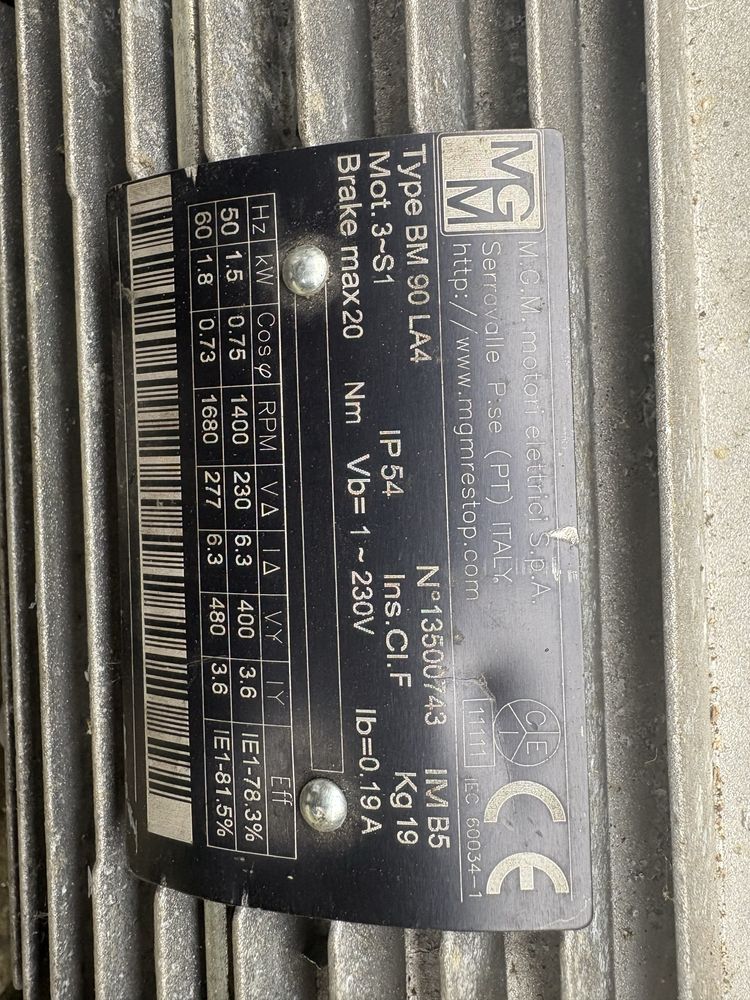 MGM
M.G.M. motori elettrici S.p.A.
Serravalle P.se (PT) ITALY
http://www.mgmrestop.com
CE
11111
IEC 60034-1
CE
Type BM 90 LA4 N°13500743 IM B5
Mot. 3~S1 IP54 Ins.Cl.F Kg 19
Brake max20 Nm Vb= 1~230V Ib=0.19 A
Hz kW Cosφ RPM VΔ IΔ VY IY Eff
50 1.5 0.75 1400 230 6.3 400 3.6 IE1-78.3%
60 1.8 0.73 1680 277 6.3 480 3.6 IE1-81.5%